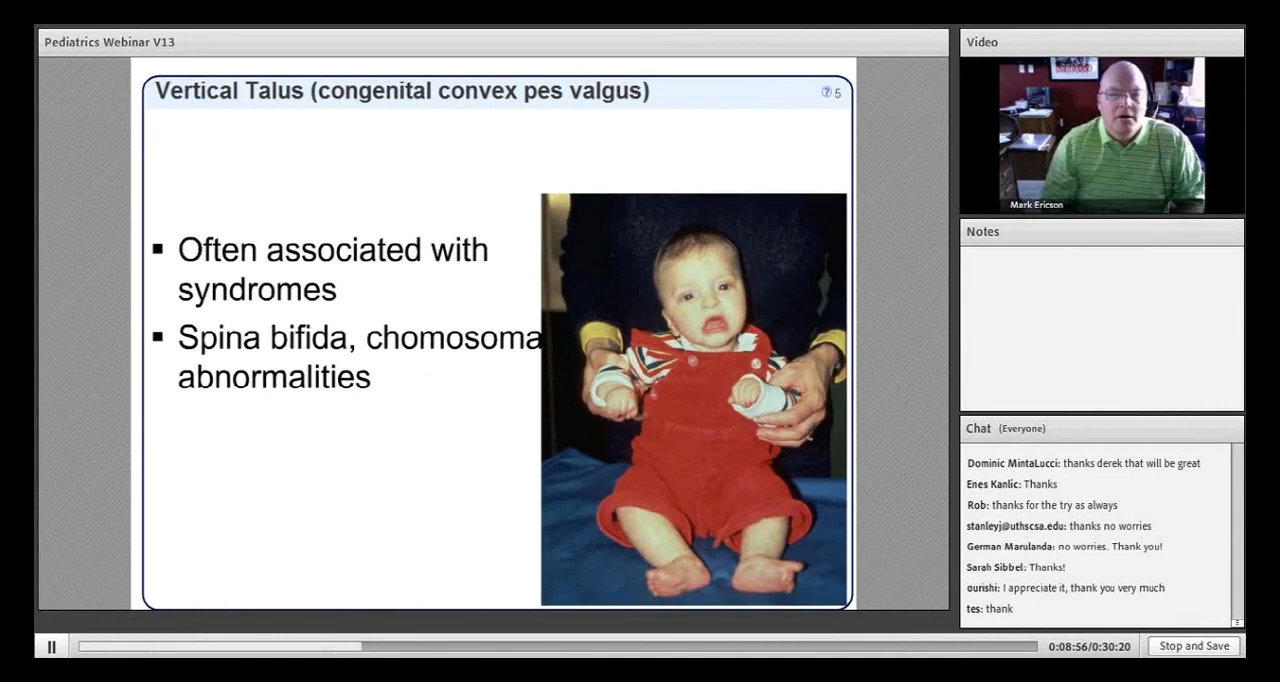 Pediatrics Webinar V13
Vertical Talus (congenital convex pes valgus)
? 5
▪ Often associated with
syndromes
▪ Spina bifida, chomosoma
abnormalities
Video
Mark Ericson
Notes
Chat (Everyone)
Dominic MintaLucci: thanks derek that will be great
Enes Kanlic: Thanks
Rob: thanks for the try as always
stanleyj@uthscsa.edu: thanks no worries
German Marulanda: no worries. Thank you!
Sarah Sibbel: Thanks!
ourishi: I appreciate it, thank you very much
tes: thank
0:08:56/0:30:20
Stop and Save